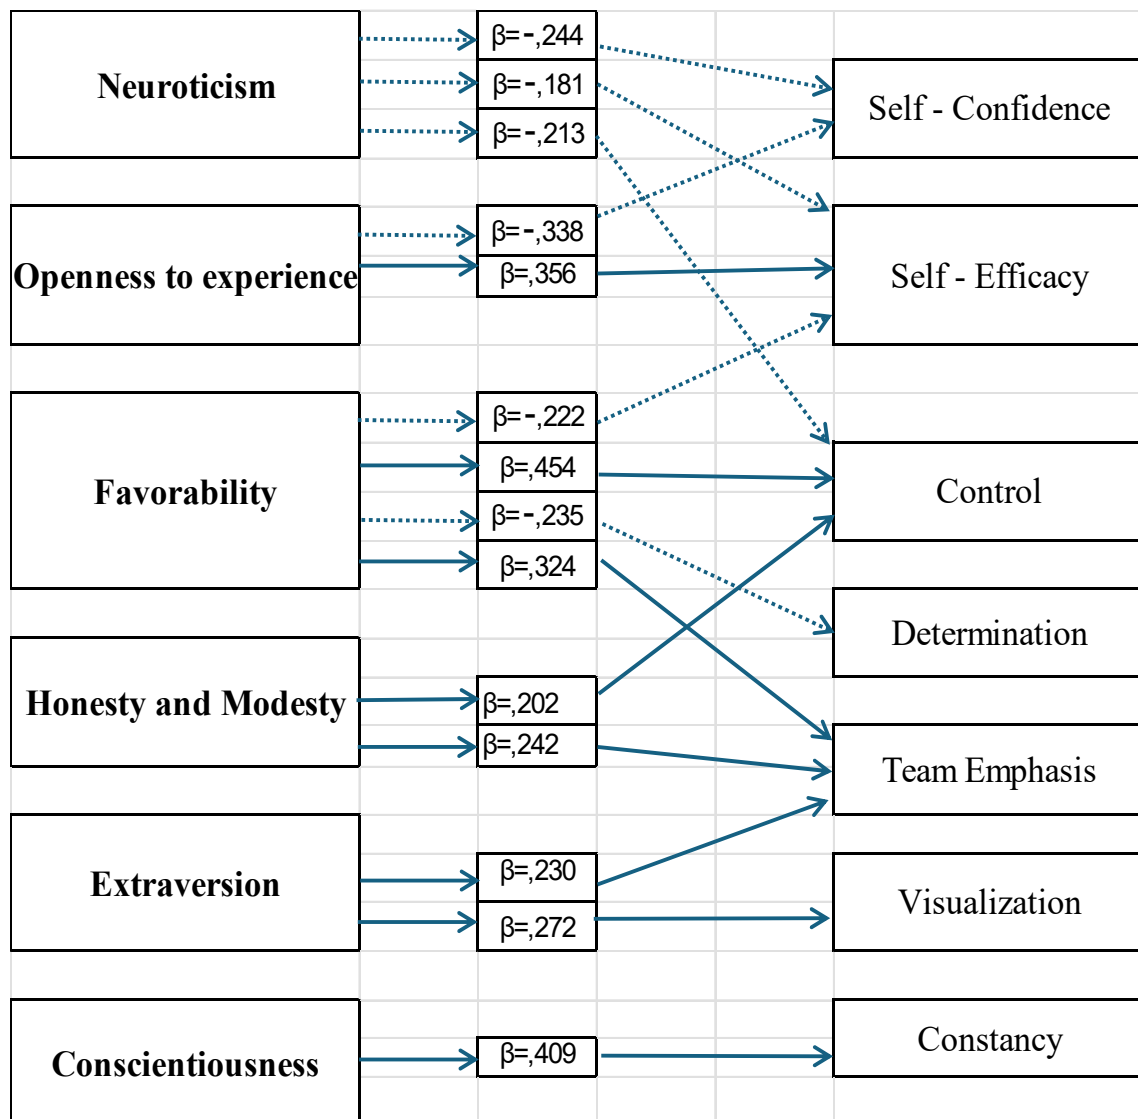 Neuroticism
β=-,244
β=-,181
β=-,213
Self - Confidence
Openness to experience
β=-,338
β=,356
Self - Efficacy
Favorability
β=-,222
β=,454
β=-,235
β=,324
Control
Determination
Honesty and Modesty
β=,202
β=,242
Team Emphasis
Extraversion
β=,230
β=,272
Visualization
Conscientiousness
β=,409
Constancy